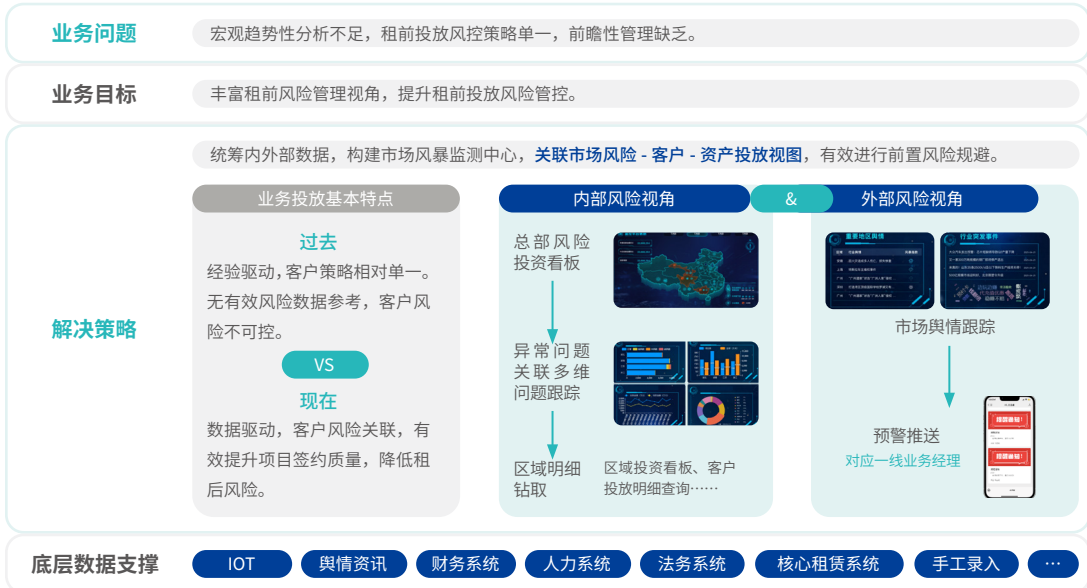 业务问题
宏观趋势性分析不足，租前投放风控策略单一，前瞻性管理缺乏。
业务目标
丰富租前风险管理视角，提升租前投放风险管控。
解决策略
统筹内外部数据，构建市场风暴监测中心，关联市场风险 - 客户 - 资产投放视图，有效进行前置风险规避。
业务投放基本特点
过去
经验驱动，客户策略相对单一。
无有效风险数据参考，客户风
险不可控。
VS
现在
数据驱动，客户风险关联，有
效提升项目签约质量，降低租
后风险。
内部风险视角
&
外部风险视角
总部风险
投资看板
异常问题
关联多维
问题跟踪
区域明细
钻取
区域投资看板、客户
投放明细查询……
重要地区舆情
行业突发事件
市场舆情跟踪
预警推送
对应一线业务经理
底层数据支撑
IOT
舆情资讯
财务系统
人力系统
法务系统
核心租赁系统
手工录入
…